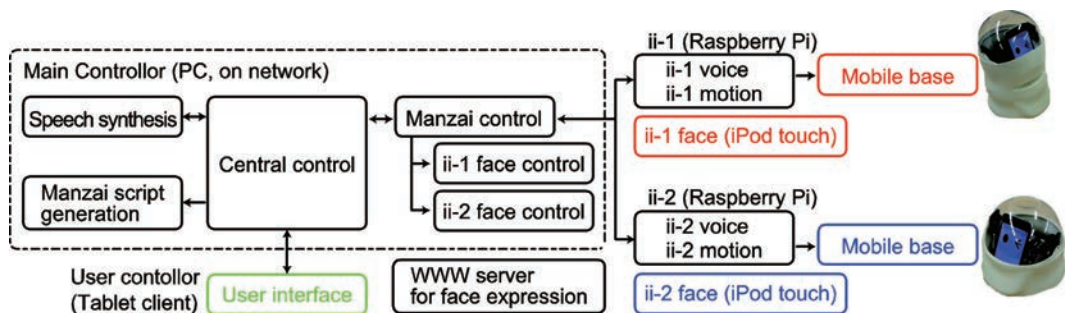 Main Controllor (PC, on network)
Speech synthesis
Manzai script
generation
Central control
Manzai control
ii-1 face control
ii-2 face control
User contollor
(Tablet client)
User interface
WWW server
for face expression
ii-1 (Raspberry Pi)
ii-1 voice
ii-1 motion
Mobile base
ii-1 face (iPod touch)
ii-2 (Raspberry Pi)
ii-2 voice
ii-2 motion
Mobile base
ii-2 face (iPod touch)